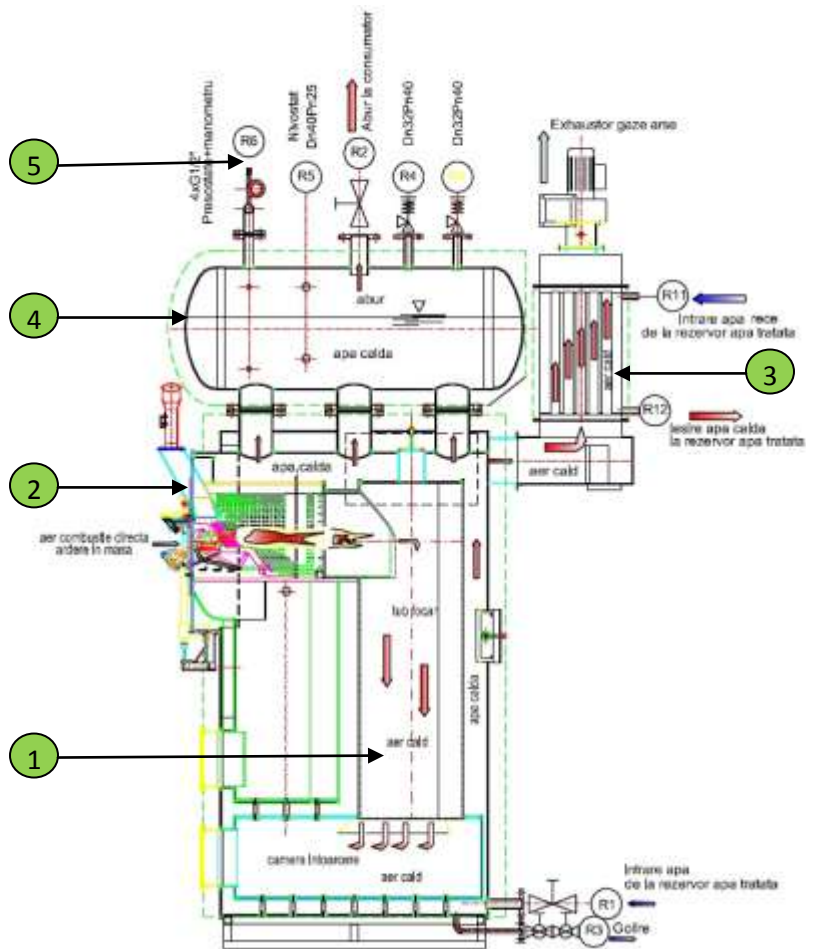 4xG1/2"
Presostate+manometru
R6
Nivostat
Dn40Pn25
R5
Abur la consumator
R2
Dn32Pn40
R4
Dn32Pn40
Exhaustor gaze arse
5
4
abur
apa calda
R11
Intrare apa rece
de la rezervor apa tratata
aer cald
3
R12
Iesire apa calda
la rezervor apa tratata
aer cald
2
apa calda
aer combustie directa
ardere in masa
tub focar
apa calda
1
aer cald
camera Intoarcere
aer cald
Intrare apa
de la rezervor apa tratata
R1
R3
Golire